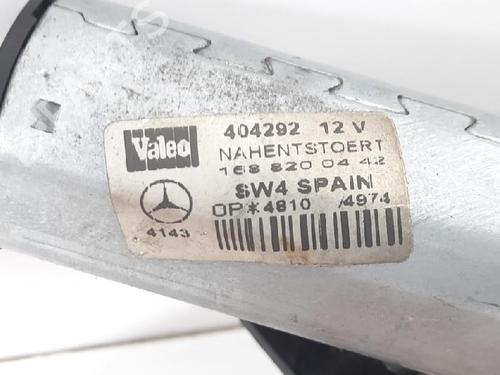 Valeo
404292 12 V
NAHENTSTOERT
168 820 04 42
SW4 SPAIN
OP*4810 /4974
4143